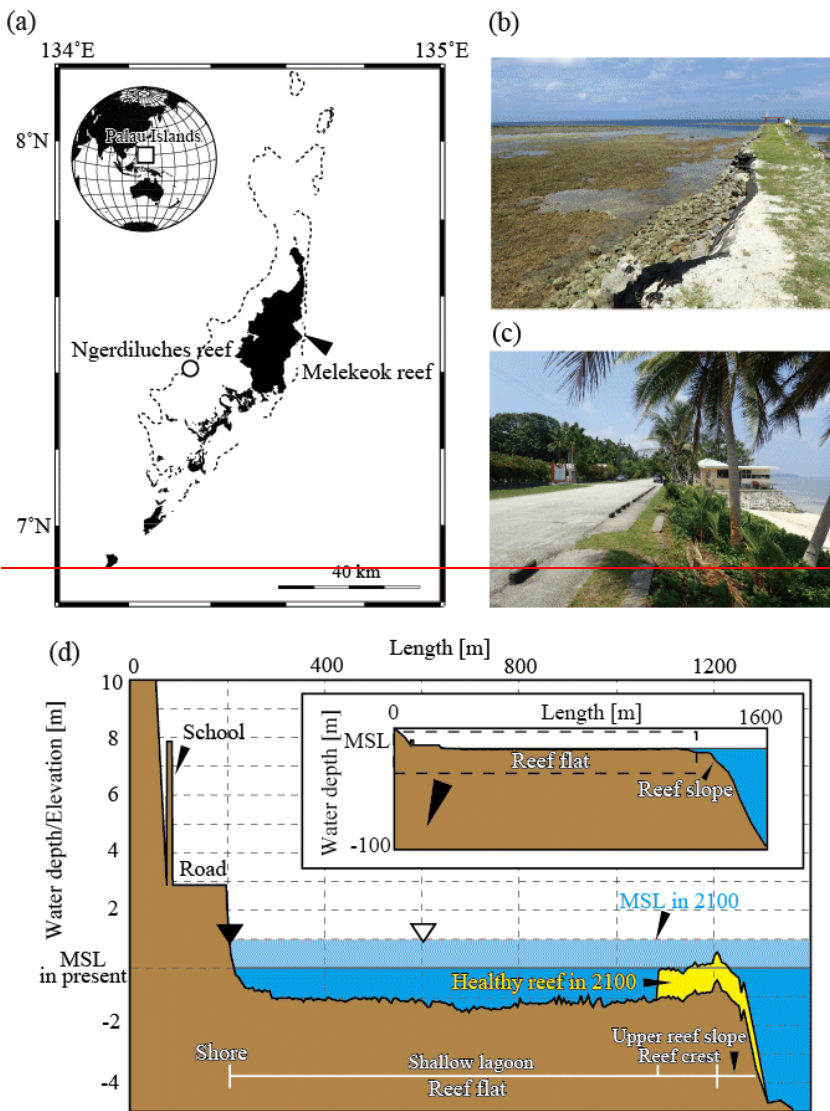 (a)
134°E
135°E
8°N
7°N
Palau Islands
Ngerdiluches reef
Melekeok reef
40 km
(b)
(c)
(d)
Length [m]
0
400
800
1200
Water depth/Elevation [m]
10
8
6
4
2
MSL
in present
-2
-4
School
Road
Length [m]
0
1600
Water depth [m]
MSL
-100
Reef flat
Reef slope
MSL in 2100
Healthy reef in 2100
Shore
Shallow lagoon
Reef flat
Upper reef slope
Reef crest